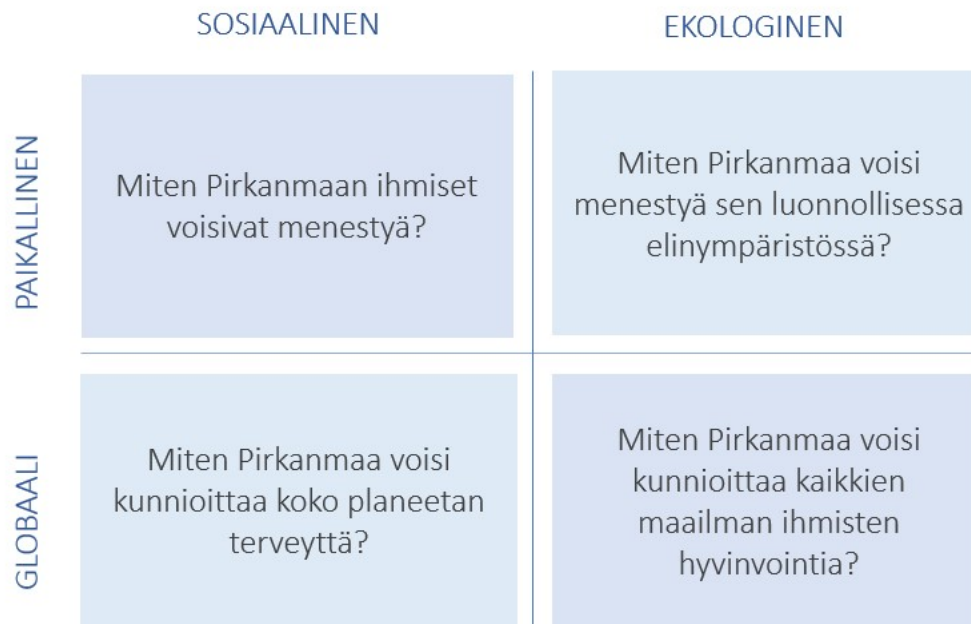 SOSIAALINEN
EKOLOGINEN
PAIKALLINEN
Miten Pirkanmaan ihmiset
voisivat menestyä?
Miten Pirkanmaa voisi
menestyä sen luonnollisessa
elinympäristössä?
GLOBAALI
Miten Pirkanmaa voisi
kunnioittaa koko planeetan
terveyttä?
Miten Pirkanmaa voisi
kunnioittaa kaikkien
maailman ihmisten
hyvinvointia?